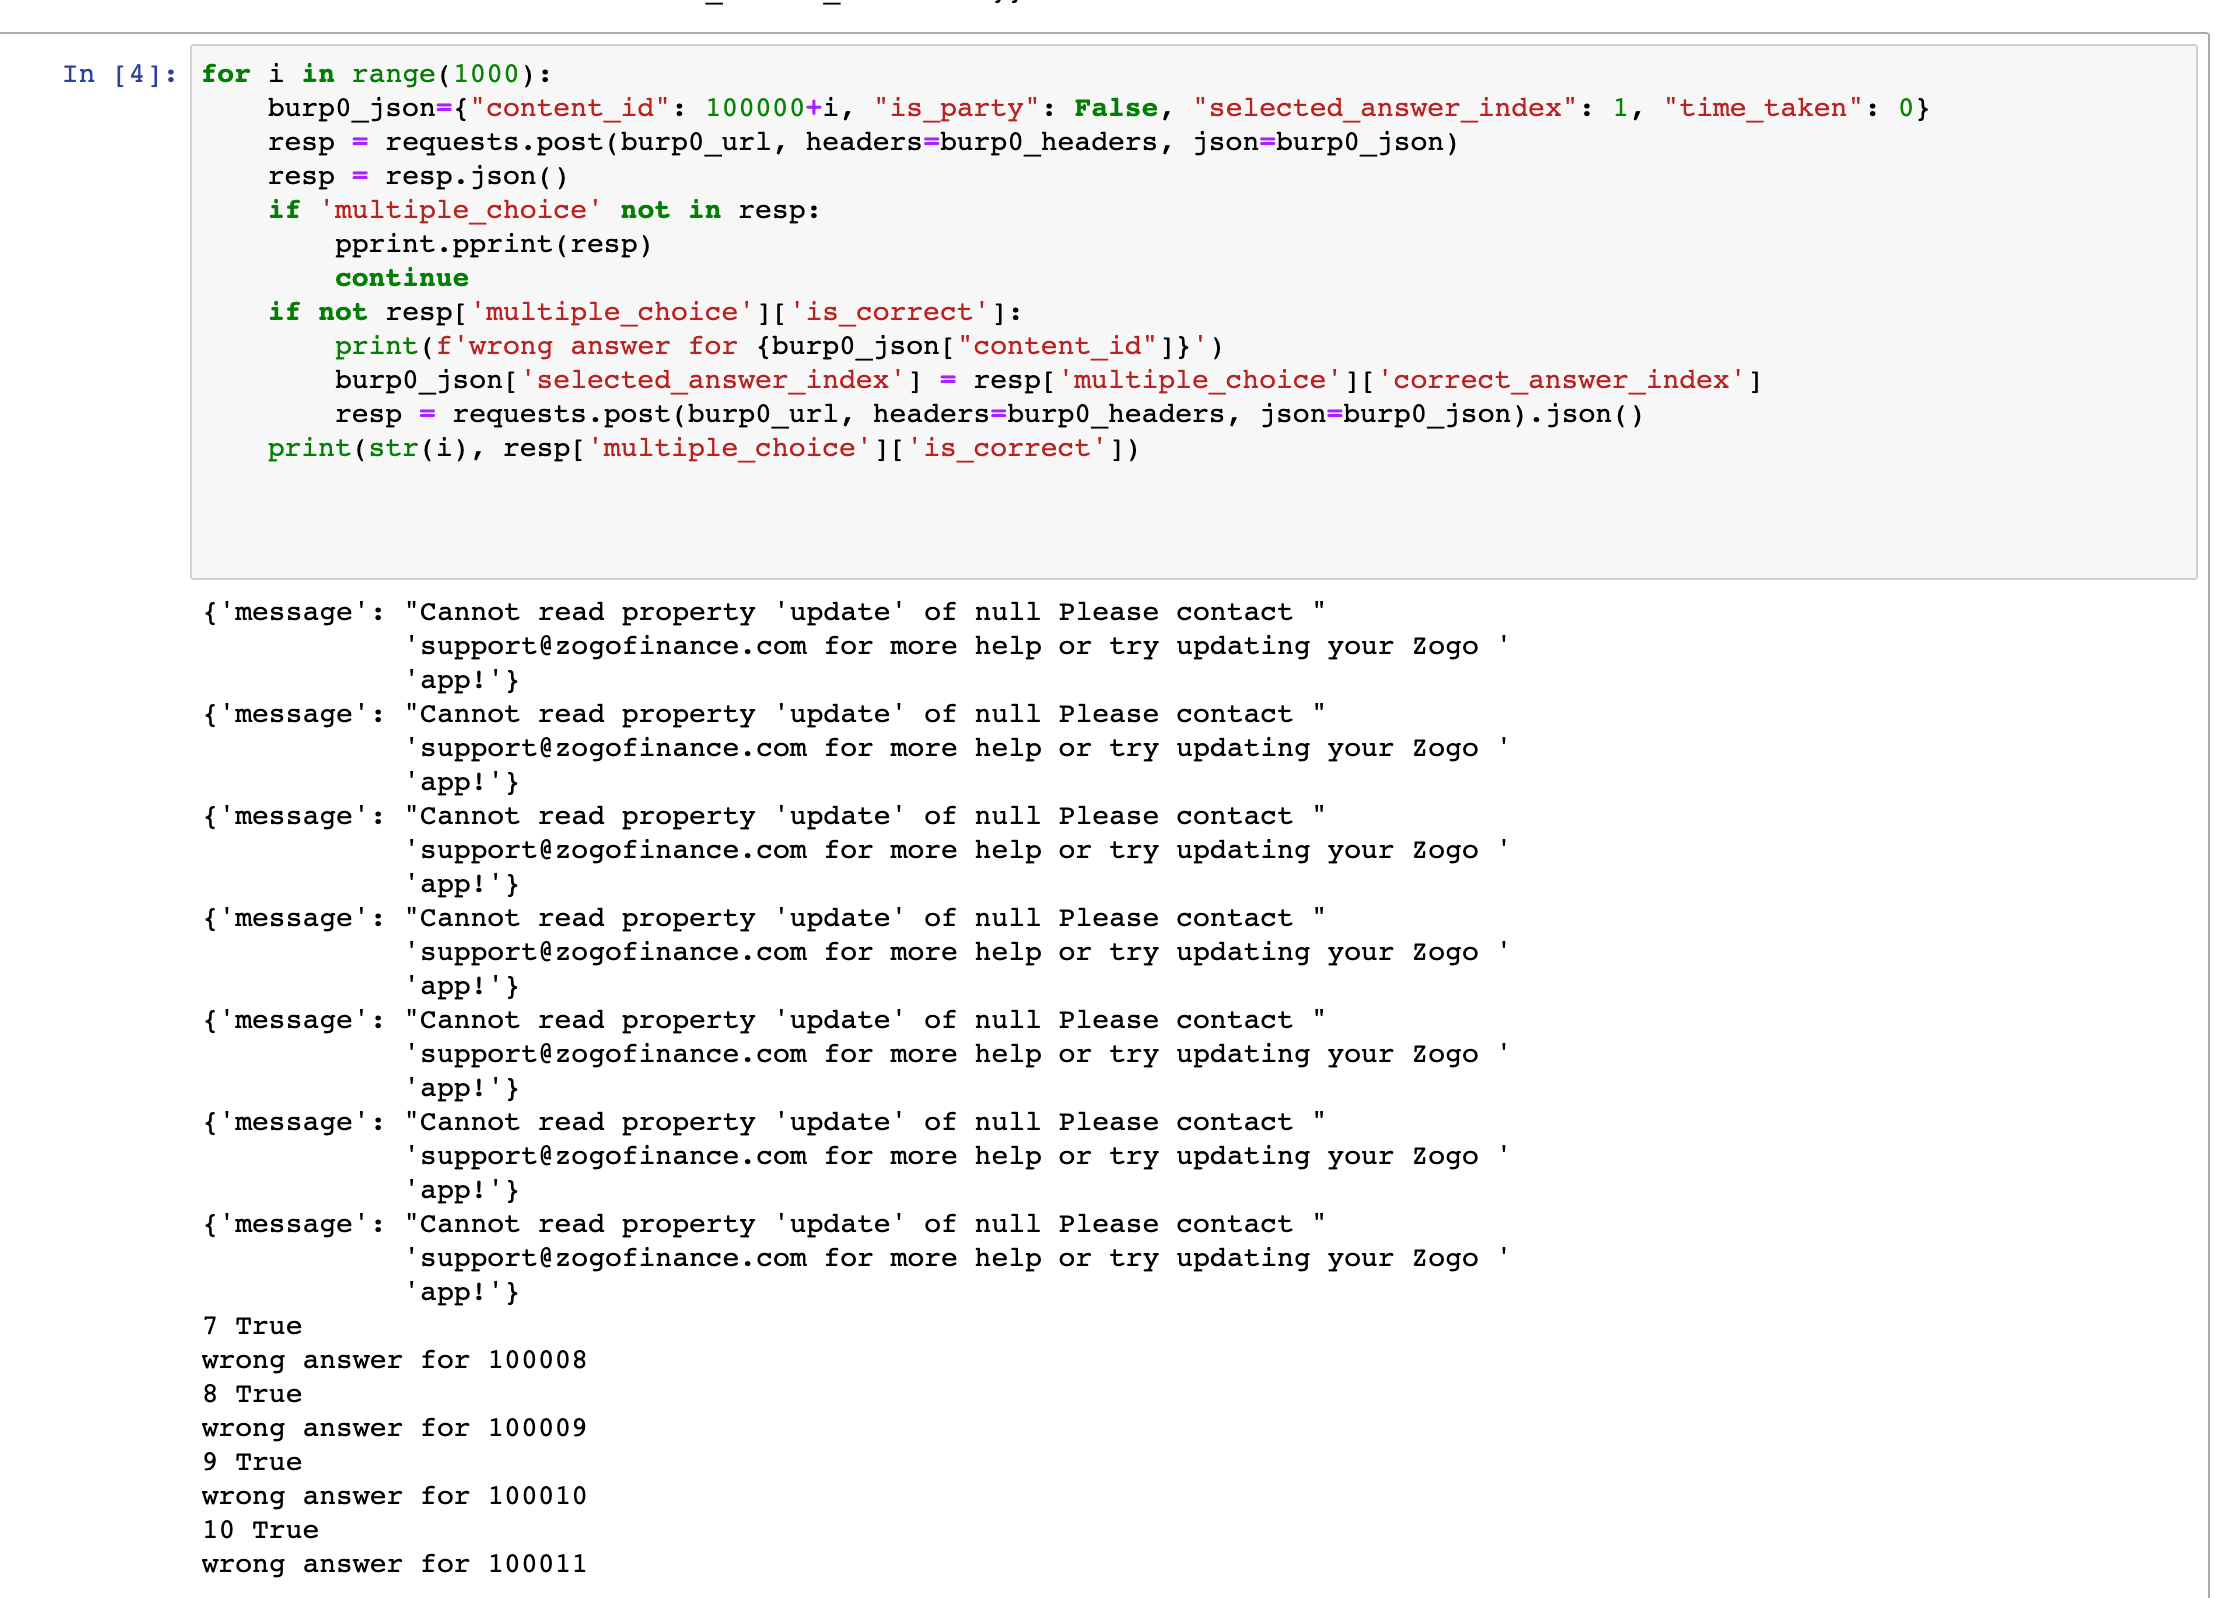 In [4]: for i in range(1000):
    burp0_json={"content_id": 100000+i, "is_party": False, "selected_answer_index": 1, "time_taken": 0}
    resp = requests.post(burp0_url, headers=burp0_headers, json=burp0_json)
    resp = resp.json()
    if 'multiple_choice' not in resp:
        pprint.pprint(resp)
        continue
    if not resp['multiple_choice']['is_correct']:
        print(f'wrong answer for {burp0_json["content_id"]}')
        burp0_json['selected_answer_index'] = resp['multiple_choice']['correct_answer_index']
        resp = requests.post(burp0_url, headers=burp0_headers, json=burp0_json).json()
    print(str(i), resp['multiple_choice']['is_correct'])
{'message': "Cannot read property 'update' of null Please contact "
            'support@zogofinance.com for more help or try updating your Zogo '
            'app!'}
{'message': "Cannot read property 'update' of null Please contact "
            'support@zogofinance.com for more help or try updating your Zogo '
            'app!'}
{'message': "Cannot read property 'update' of null Please contact "
            'support@zogofinance.com for more help or try updating your Zogo '
            'app!'}
{'message': "Cannot read property 'update' of null Please contact "
            'support@zogofinance.com for more help or try updating your Zogo '
            'app!'}
{'message': "Cannot read property 'update' of null Please contact "
            'support@zogofinance.com for more help or try updating your Zogo '
            'app!'}
{'message': "Cannot read property 'update' of null Please contact "
            'support@zogofinance.com for more help or try updating your Zogo '
            'app!'}
{'message': "Cannot read property 'update' of null Please contact "
            'support@zogofinance.com for more help or try updating your Zogo '
            'app!'}
7 True
wrong answer for 100008
8 True
wrong answer for 100009
9 True
wrong answer for 100010
10 True
wrong answer for 100011